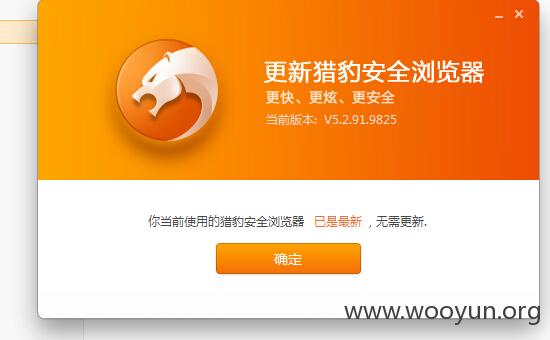 更新猎豹安全浏览器
更快、更炫、更安全
当前版本: V5.2.91.9825
你当前使用的猎豹安全浏览器 已是最新 , 无需更新.
确定
www.wooyun.org